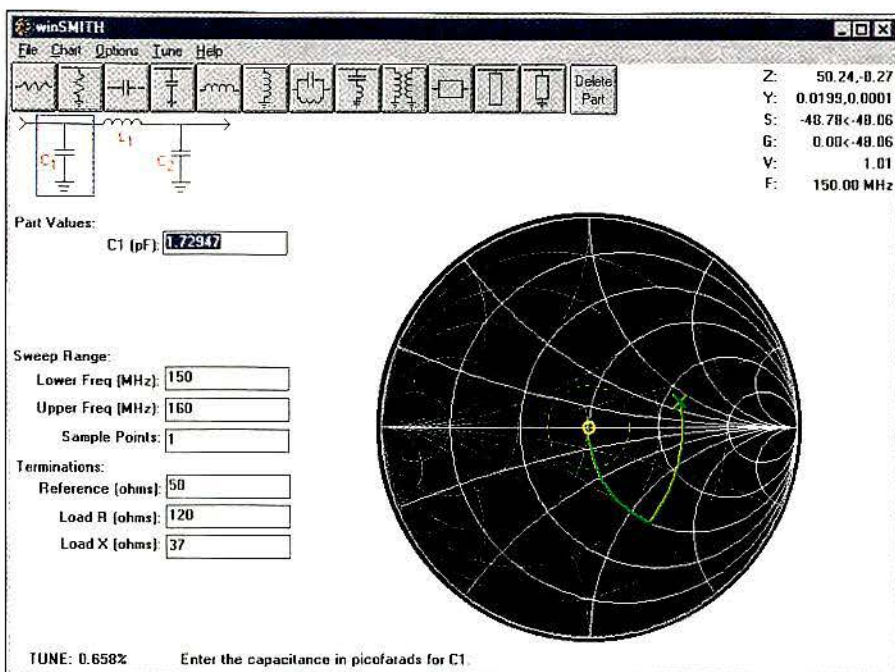 winSMITH
File Chart Options Tune Help
Delete Part
Z: 50.24,-0.27
Y: 0.0199,0.0001
S: -48.78<-48.06
G: 0.00<-48.06
V: 1.01
F: 150.00 MHz
C1 L1 C2
Part Values:
C1 (pF): 1.72947
Sweep Range:
Lower Freq (MHz): 150
Upper Freq (MHz): 160
Sample Points: 1
Terminations:
Reference (ohms): 50
Load R (ohms): 120
Load X (ohms): 37
TUNE: 0.658% Enter the capacitance in picofarads for C1.